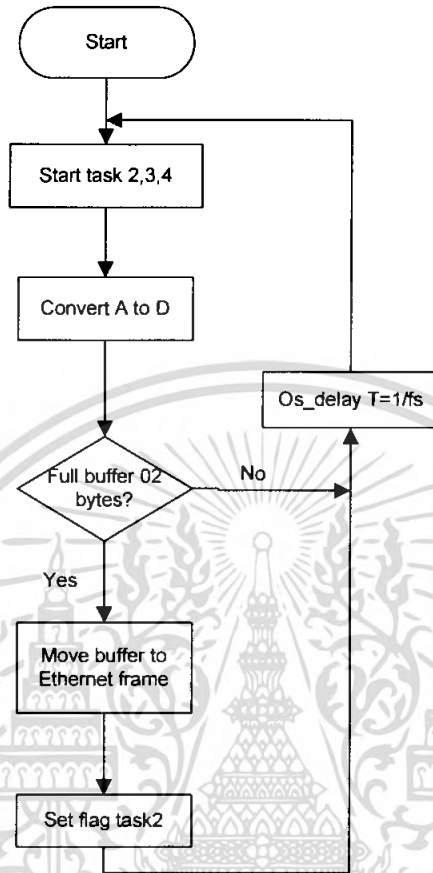 Start
Start task 2,3,4
Convert A to D
Os_delay T=1/fs
Full buffer 02
bytes?
No
Yes
Move buffer to
Ethernet frame
Set flag task2